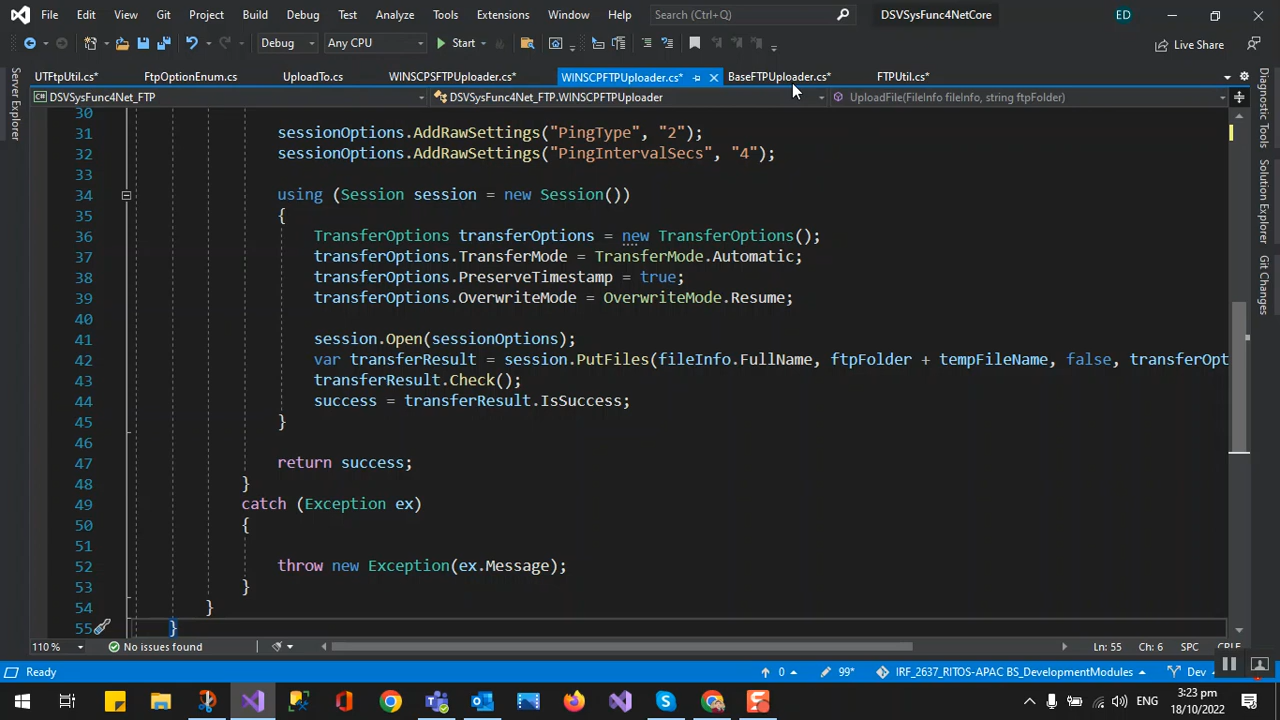 File Edit View Git Project Build Debug Test Analyze Tools Extensions Window Help Search (Ctrl+Q) DSVSysFunc4NetCore ED
Debug Any CPU Start Live Share
UTFtpUtil.cs* FtpOptionEnum.cs UploadTo.cs WINSCPSFTPUploader.cs* WINSCPFTPUploader.cs* BaseFTPUploader.cs* FTPUtil.cs*
DSVSysFunc4Net_FTP DSVSysFunc4Net_FTP.WINSCPFTPUploader UploadFile(FileInfo fileInfo, string ftpFolder)
Server Explorer
Diagnostic Tools
Solution Explorer
Git Changes
30
31 sessionOptions.AddRawSettings("PingType", "2");
32 sessionOptions.AddRawSettings("PingIntervalSecs", "4");
33
34 using (Session session = new Session())
35 {
36 TransferOptions transferOptions = new TransferOptions();
37 transferOptions.TransferMode = TransferMode.Automatic;
38 transferOptions.PreserveTimestamp = true;
39 transferOptions.OverwriteMode = OverwriteMode.Resume;
40
41 session.Open(sessionOptions);
42 var transferResult = session.PutFiles(fileInfo.FullName, ftpFolder + tempFileName, false, transferOpt
43 transferResult.Check();
44 success = transferResult.IsSuccess;
45 }
46
47 return success;
48 }
49 catch (Exception ex)
50 {
51
52 throw new Exception(ex.Message);
53 }
54 }
55 }
110 % No issues found Ln: 55 Ch: 6 SPC CRLF
Ready 0 99* IRF_2637_RITOS-APAC BS_DevelopmentModules Dev
ENG 3:23 pm
18/10/2022